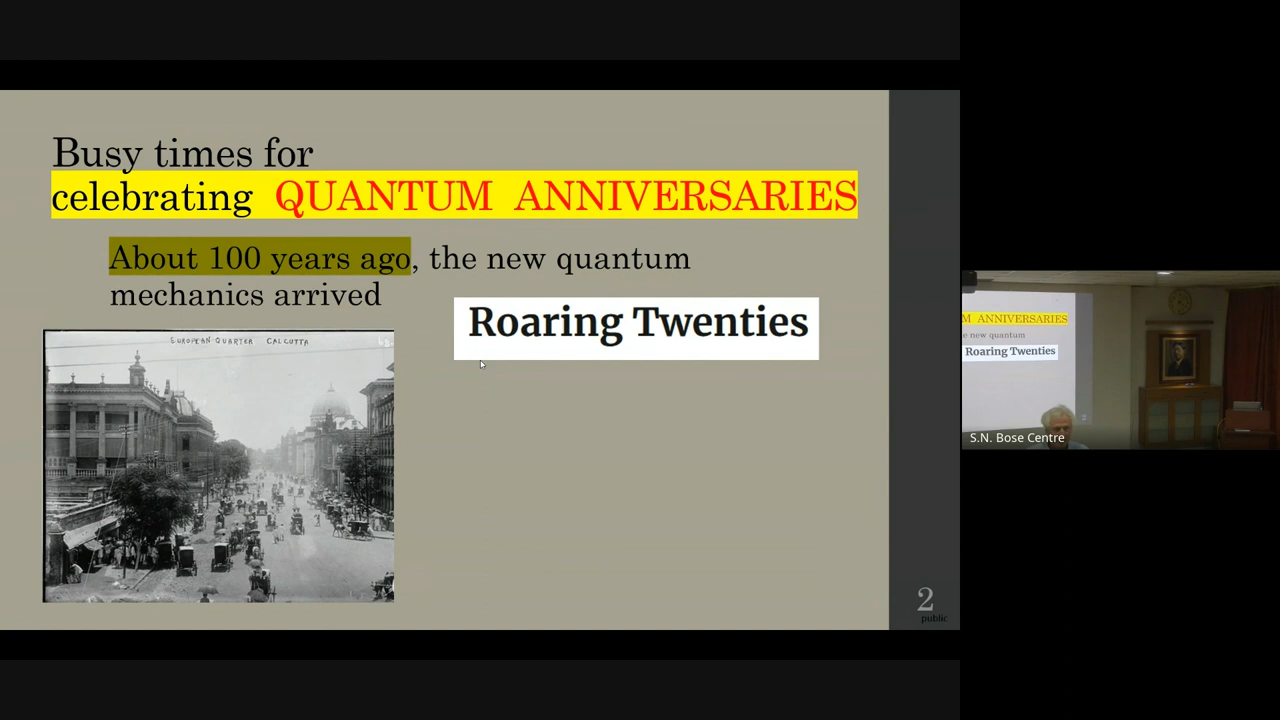 Busy times for
celebrating QUANTUM ANNIVERSARIES
About 100 years ago, the new quantum
mechanics arrived
Roaring Twenties
EUROPEAN QUARTER CALCUTTA
2
public
M ANNIVERSARIES
e new quantum
Roaring Twenties
S.N. Bose Centre